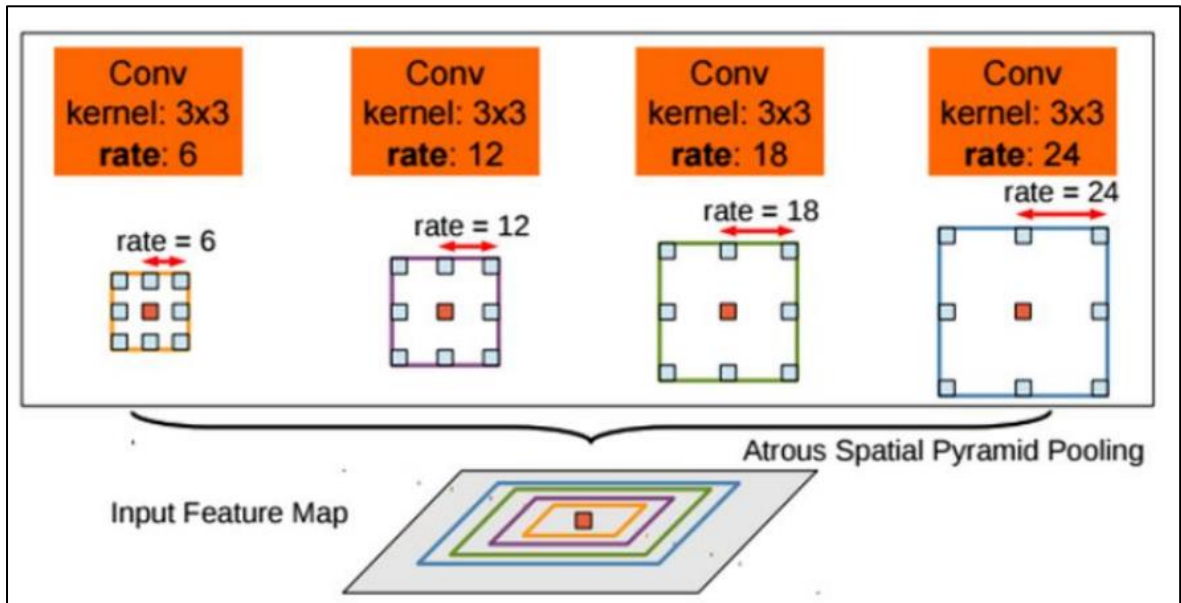 Conv
kernel: 3x3
rate: 6
Conv
kernel: 3x3
rate: 12
Conv
kernel: 3x3
rate: 18
Conv
kernel: 3x3
rate: 24
rate = 6
rate = 12
rate = 18
rate = 24
Atrous Spatial Pyramid Pooling
Input Feature Map